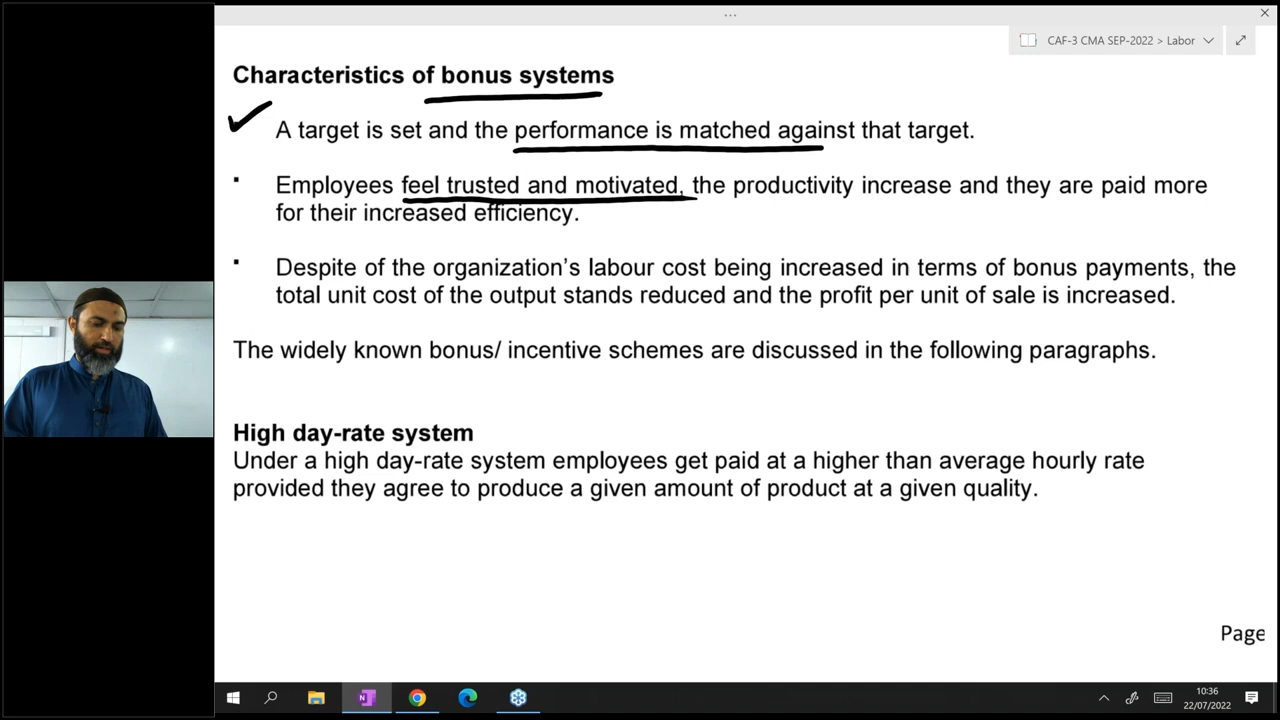 CAF-3 CMA SEP-2022 > Labor
Characteristics of bonus systems
A target is set and the performance is matched against that target.
Employees feel trusted and motivated, the productivity increase and they are paid more
for their increased efficiency.
Despite of the organization's labour cost being increased in terms of bonus payments, the
total unit cost of the output stands reduced and the profit per unit of sale is increased.
The widely known bonus/ incentive schemes are discussed in the following paragraphs.
High day-rate system
Under a high day-rate system employees get paid at a higher than average hourly rate
provided they agree to produce a given amount of product at a given quality.
Page
10:36
22/07/2022